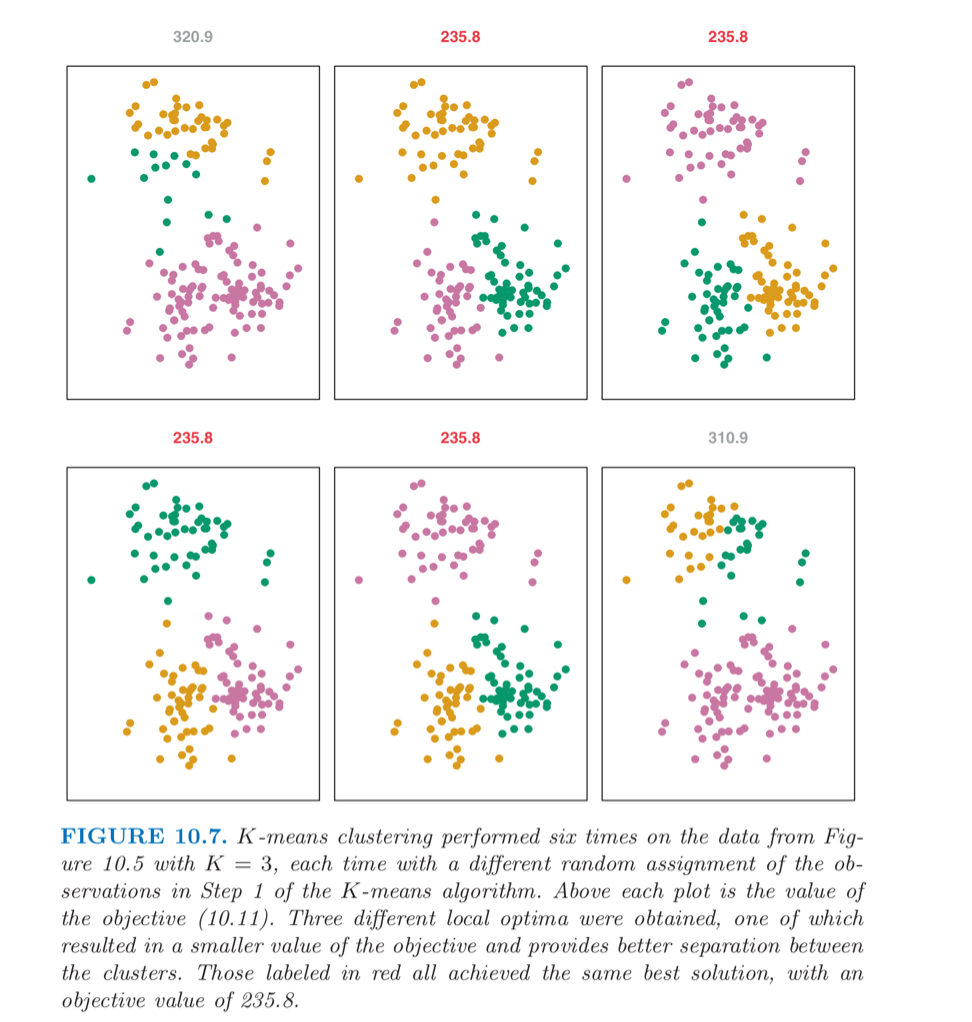 320.9 235.8 235.8
235.8 235.8 310.9
FIGURE 10.7. K-means clustering performed six times on the data from Fig-
ure 10.5 with K = 3, each time with a different random assignment of the ob-
servations in Step 1 of the K-means algorithm. Above each plot is the value of
the objective (10.11). Three different local optima were obtained, one of which
resulted in a smaller value of the objective and provides better separation between
the clusters. Those labeled in red all achieved the same best solution, with an
objective value of 235.8.